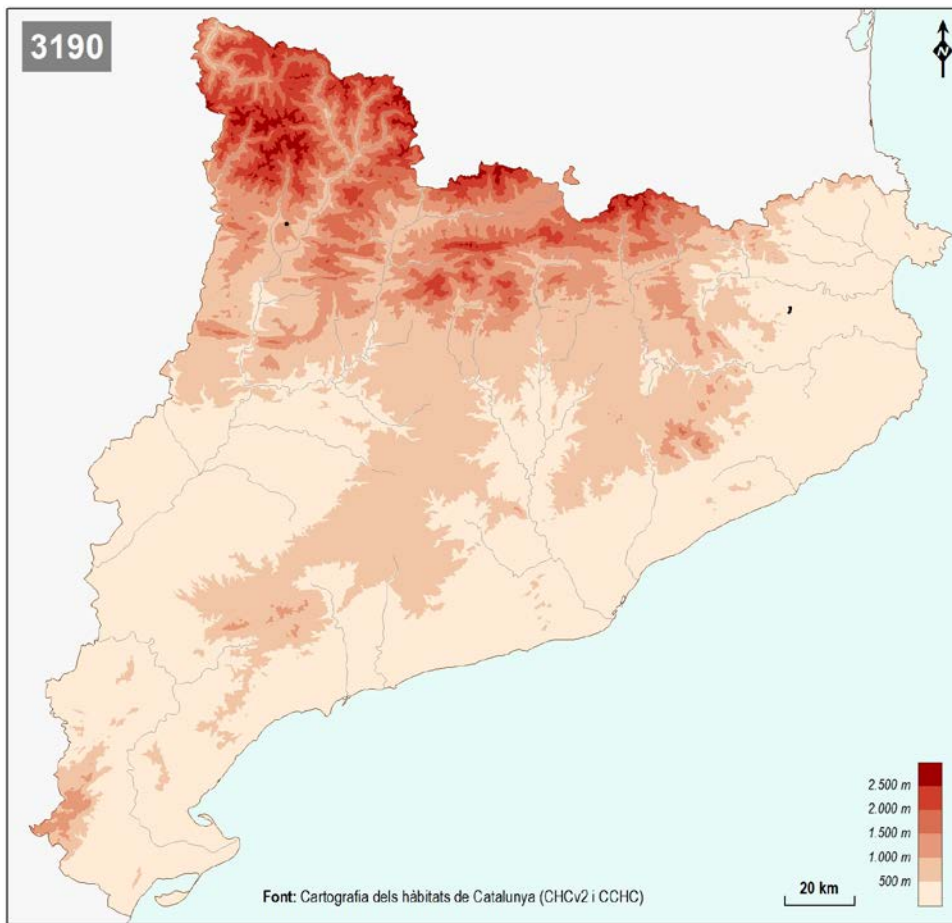 3190
N
2.500 m
2.000 m
1.500 m
1.000 m
500 m
Font: Cartografia dels hàbitats de Catalunya (CHCv2 i CCHC)
20 km